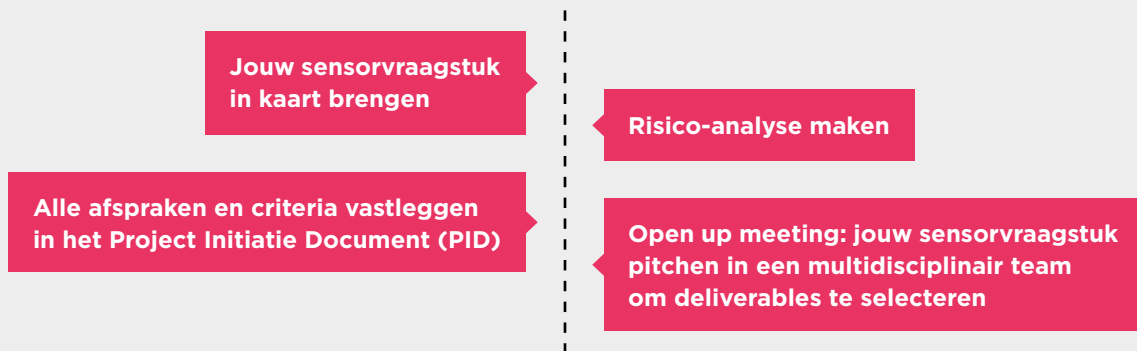 Jouw sensorvraagstuk
in kaart brengen
Risico-analyse maken
Alle afspraken en criteria vastleggen
in het Project Initiatie Document (PID)
Open up meeting: jouw sensorvraagstuk
pitchen in een multidisciplinair team
om deliverables te selecteren